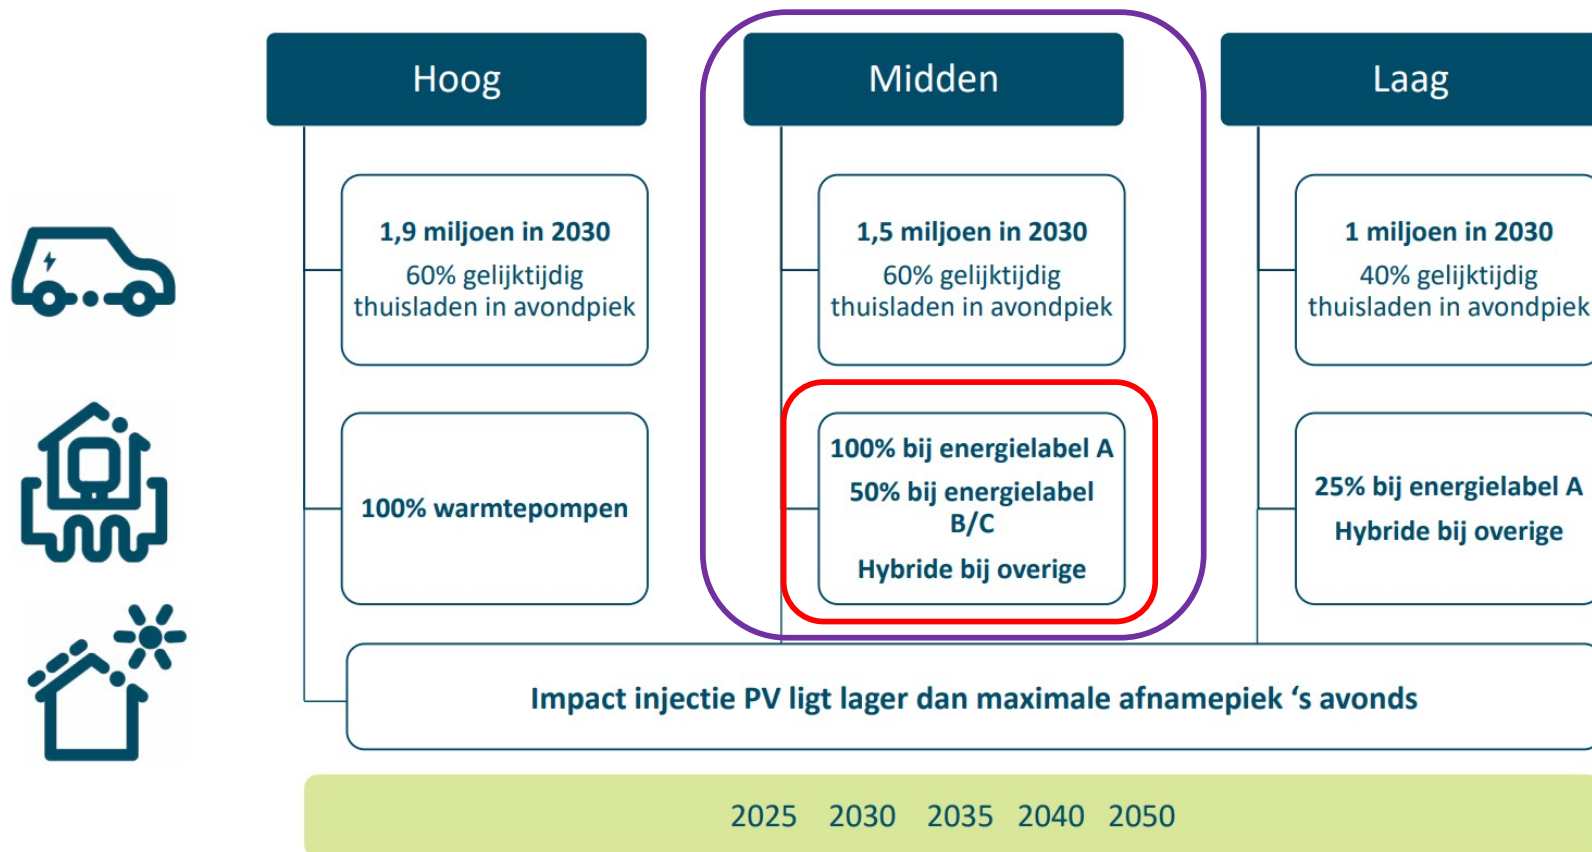 Hoog
Midden
Laag
1,9 miljoen in 2030
60% gelijktijdig
thuisladen in avondpiek
1,5 miljoen in 2030
60% gelijktijdig
thuisladen in avondpiek
1 miljoen in 2030
40% gelijktijdig
thuisladen in avondpiek
100% warmtepompen
100% bij energielabel A
50% bij energielabel
B/C
Hybride bij overige
25% bij energielabel A
Hybride bij overige
Impact injectie PV ligt lager dan maximale afnamepiek ‘s avonds
2025 2030 2035 2040 2050